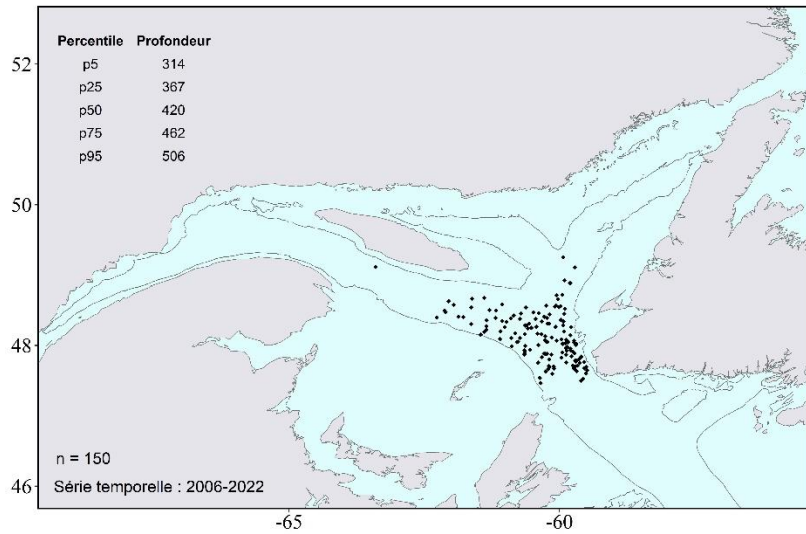 Percentile Profondeur
p5 314
p25 367
p50 420
p75 462
p95 506
52
50
48
46
n = 150
Série temporelle : 2006-2022
-65 -60